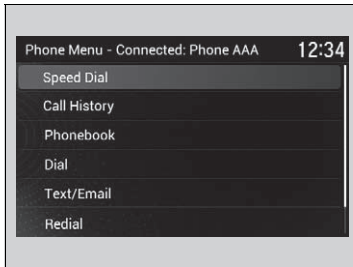 Phone Menu - Connected: Phone AAA 12:34
Speed Dial
Call History
Phonebook
Dial
Text/Email
Redial